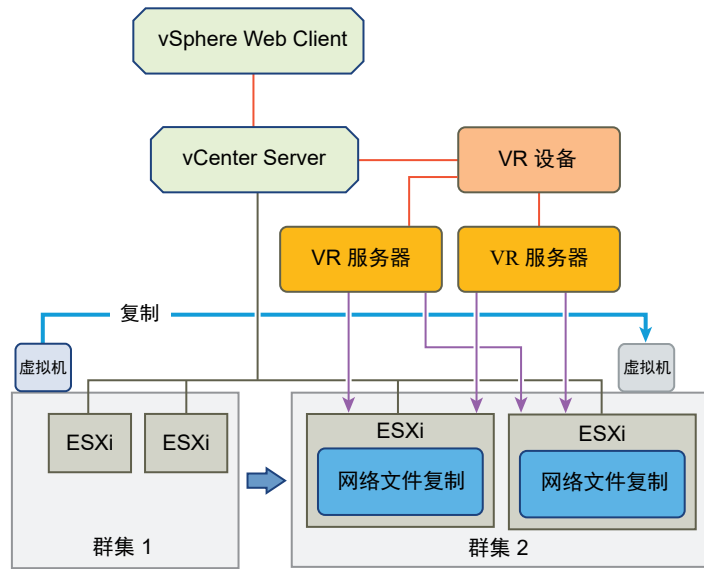 vSphere Web Client
vCenter Server
VR 设备
VR 服务器
VR 服务器
复制
虚拟机
虚拟机
ESXi
ESXi
ESXi
ESXi
网络文件复制
网络文件复制
群集 1
群集 2